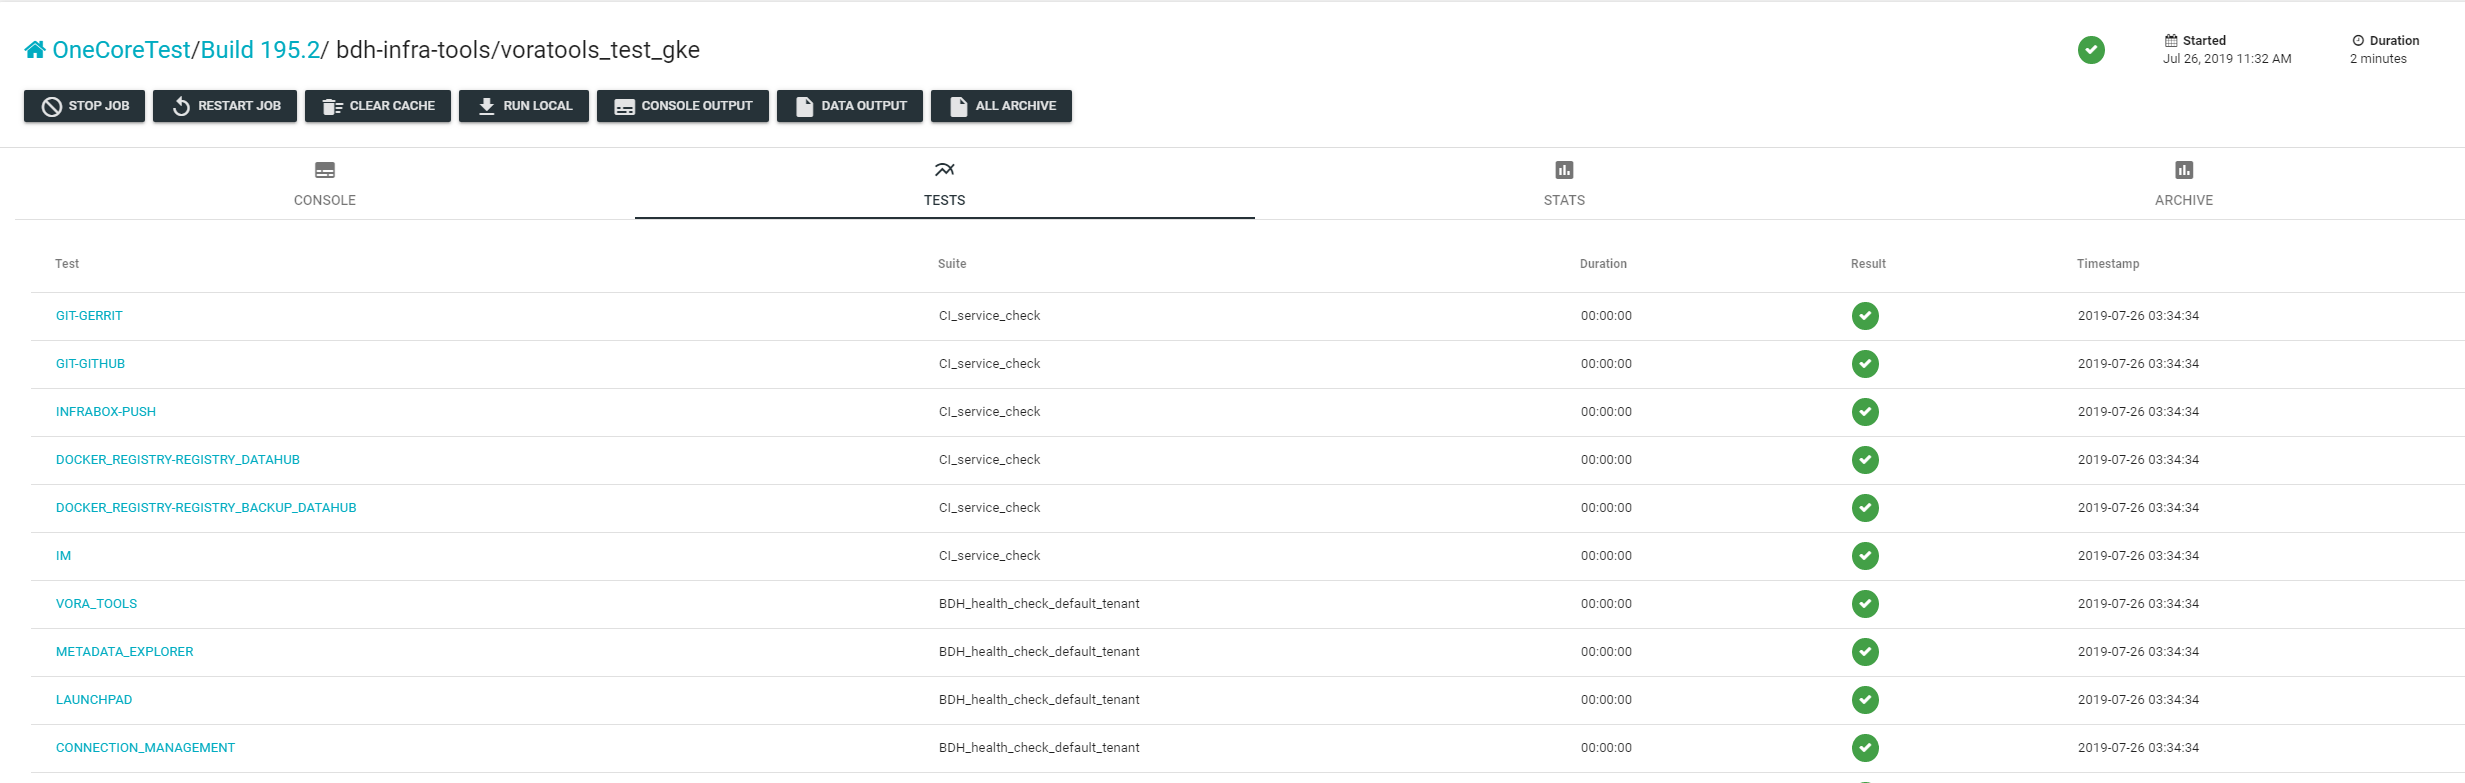 OneCoreTest/Build 195.2/ bdh-infra-tools/voratools_test_gke
Started
Jul 26, 2019 11:32 AM
Duration
2 minutes
STOP JOB RESTART JOB CLEAR CACHE RUN LOCAL CONSOLE OUTPUT DATA OUTPUT ALL ARCHIVE
CONSOLE TESTS STATS ARCHIVE
Test Suite Duration Result Timestamp
GIT-GERRIT CI_service_check 00:00:00 2019-07-26 03:34:34
GIT-GITHUB CI_service_check 00:00:00 2019-07-26 03:34:34
INFRABOX-PUSH CI_service_check 00:00:00 2019-07-26 03:34:34
DOCKER_REGISTRY-REGISTRY_DATAHUB CI_service_check 00:00:00 2019-07-26 03:34:34
DOCKER_REGISTRY-REGISTRY_BACKUP_DATAHUB CI_service_check 00:00:00 2019-07-26 03:34:34
IM CI_service_check 00:00:00 2019-07-26 03:34:34
VORA_TOOLS BDH_health_check_default_tenant 00:00:00 2019-07-26 03:34:34
METADATA_EXPLORER BDH_health_check_default_tenant 00:00:00 2019-07-26 03:34:34
LAUNCHPAD BDH_health_check_default_tenant 00:00:00 2019-07-26 03:34:34
CONNECTION_MANAGEMENT BDH_health_check_default_tenant 00:00:00 2019-07-26 03:34:34